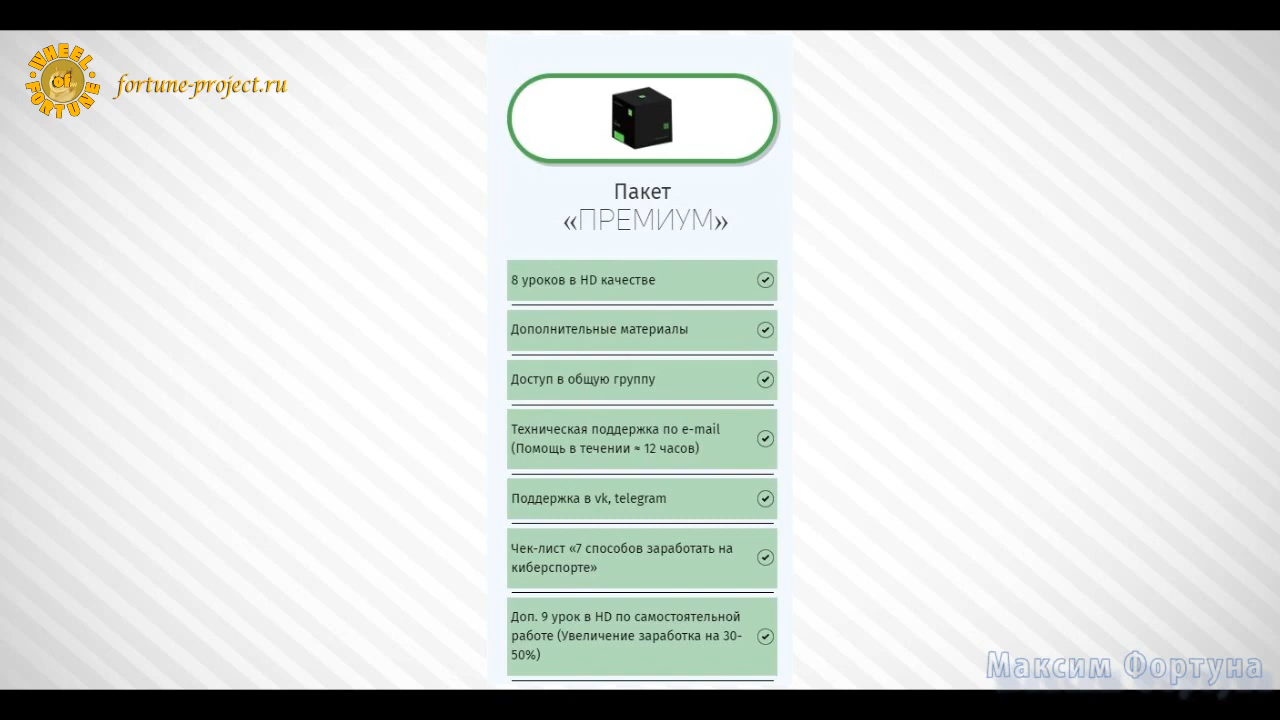 WHEEL of FORTUNE
fortune-project.ru
Пакет
«ПРЕМИУМ»
8 уроков в HD качестве
Дополнительные материалы
Доступ в общую группу
Техническая поддержка по e-mail
(Помощь в течении ≈ 12 часов)
Поддержка в vk, telegram
Чек-лист «7 способов заработать на
киберспорте»
Доп. 9 урок в HD по самостоятельной
работе (Увеличение заработка на 30-
50%)
Максим Фортуна